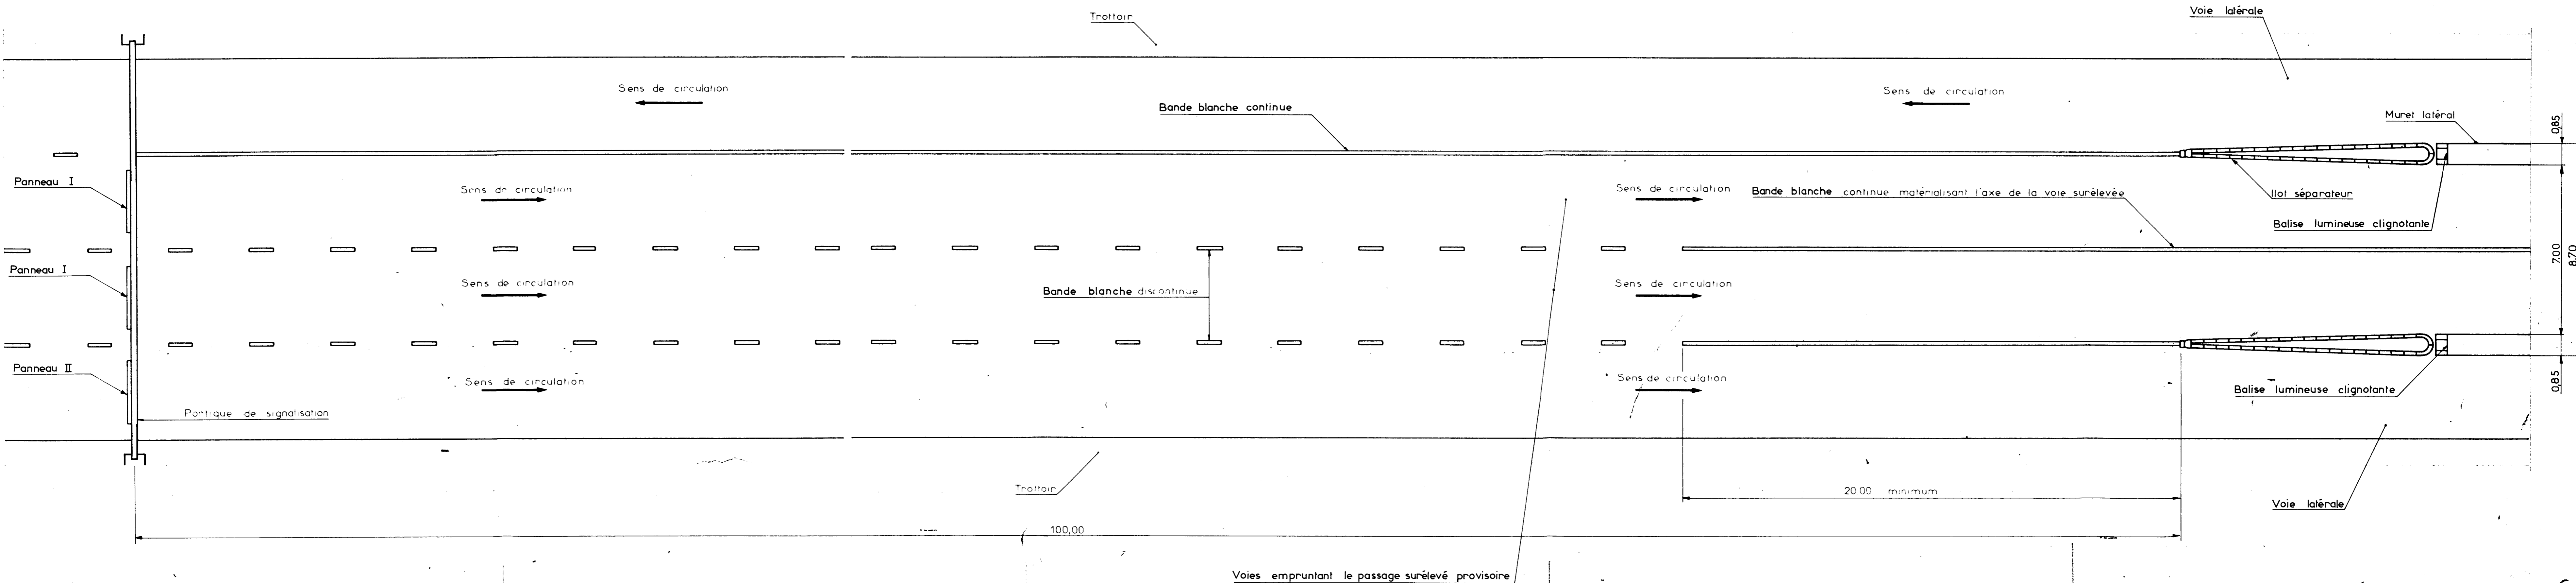 Trottoir
Voie latérale
Sens de circulation
Sens de circulation
Bande blanche continue
Muret latéral
0,85
Panneau I
Sens de circulation
Sens de circulation
Bande blanche continue matérialisant l'axe de la voie surélevée
Ilot séparateur
Balise lumineuse clignotante
Panneau I
Sens de circulation
Bande blanche discontinue
Sens de circulation
7,00
8,70
Panneau II
Sens de circulation
Sens de circulation
Balise lumineuse clignotante
0,85
Portique de signalisation
Trottoir
20,00 minimum
Voie latérale
100,00
Voies empruntant le passage surélevé provisoire